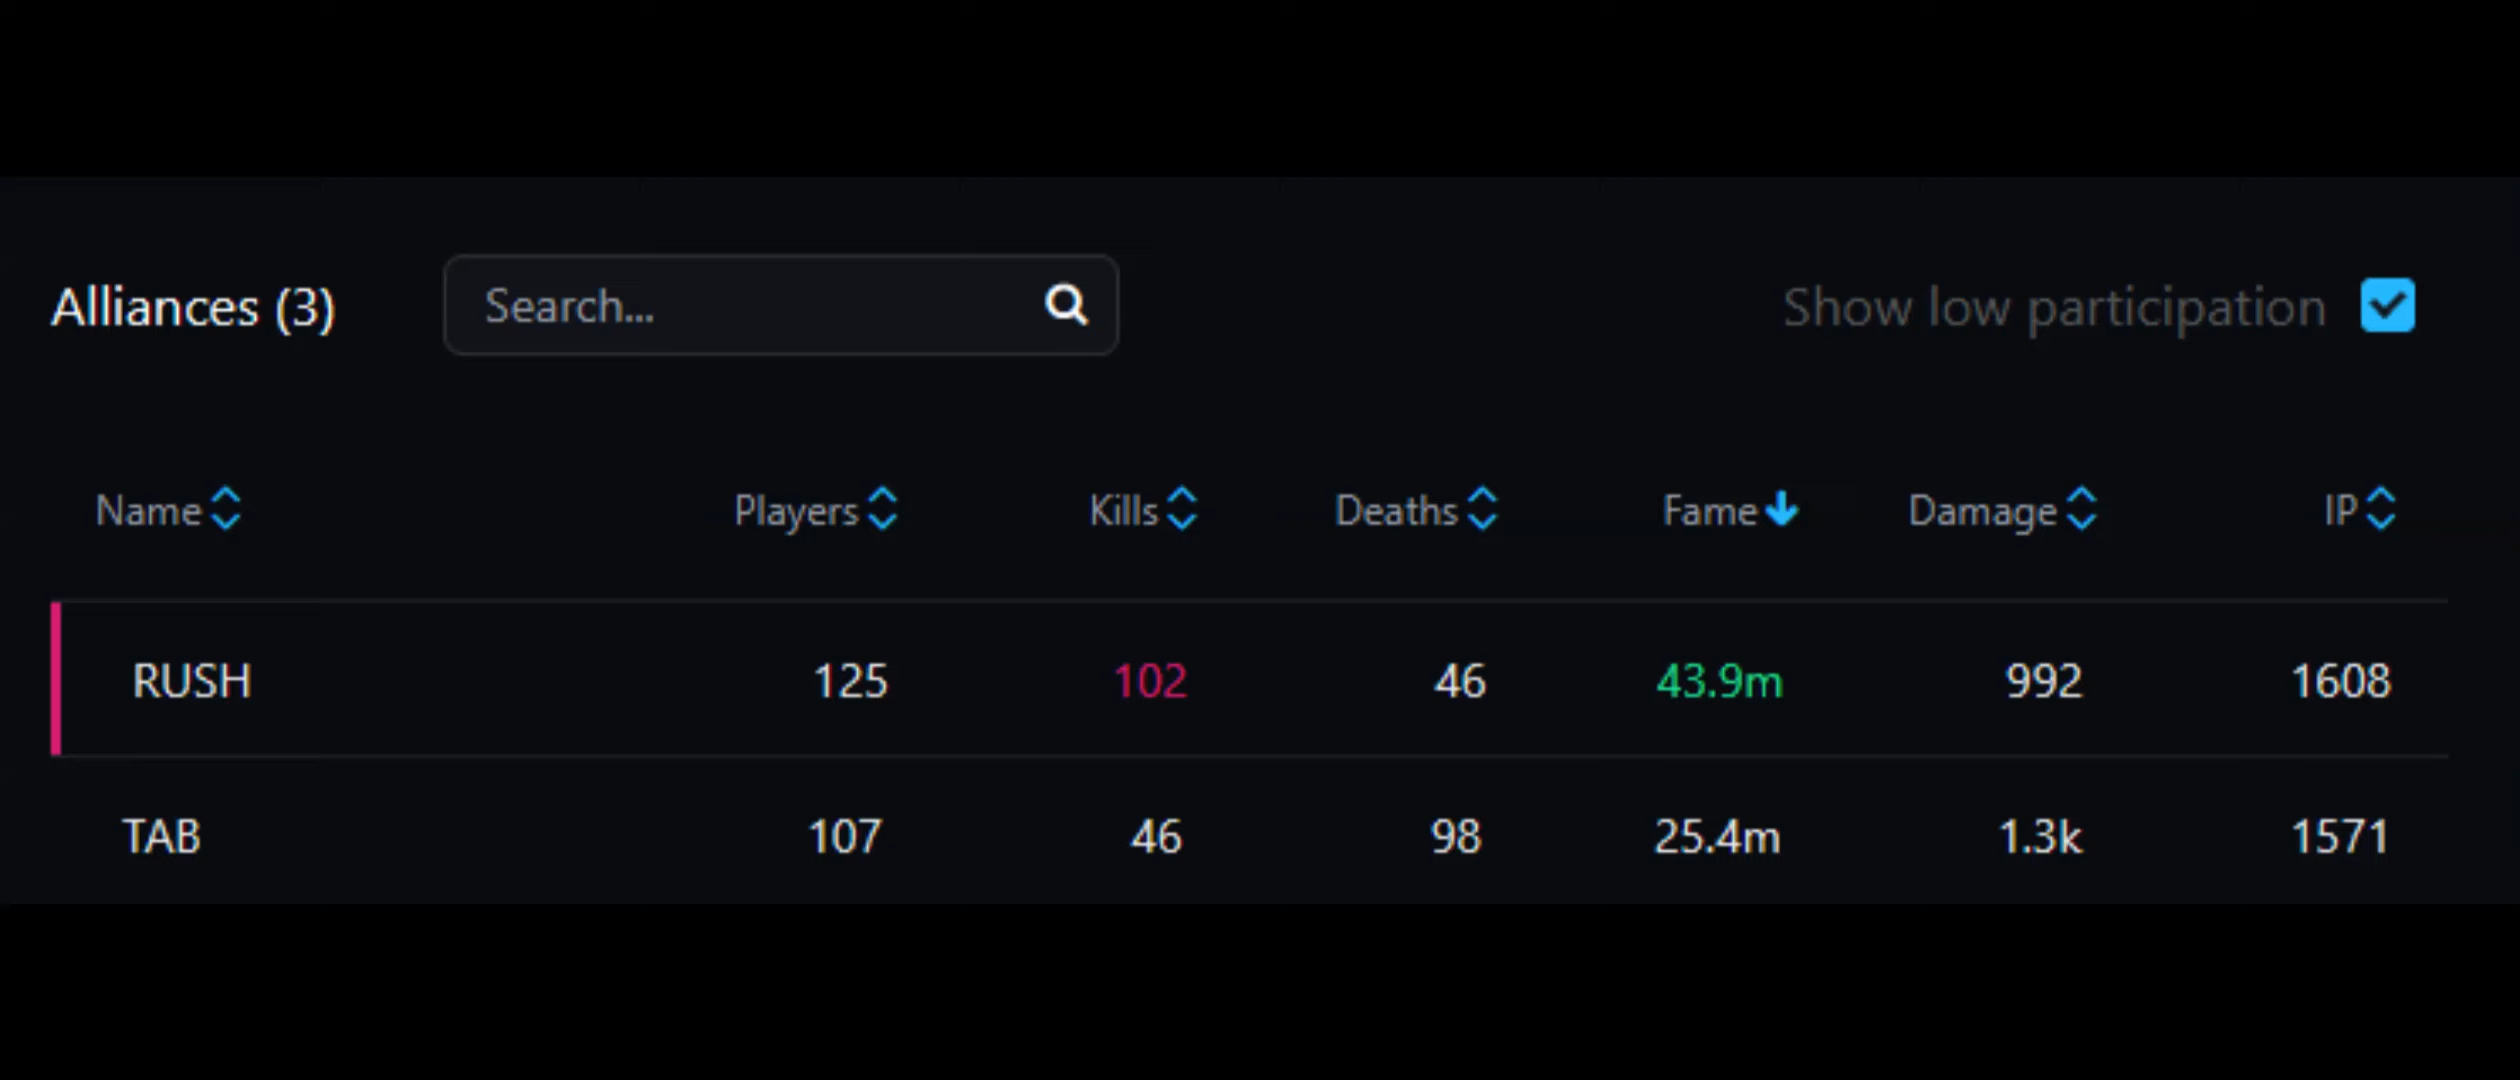 Alliances (3) Search... Show low participation
Name Players Kills Deaths Fame Damage IP
RUSH 125 102 46 43.9m 992 1608
TAB 107 46 98 25.4m 1.3k 1571